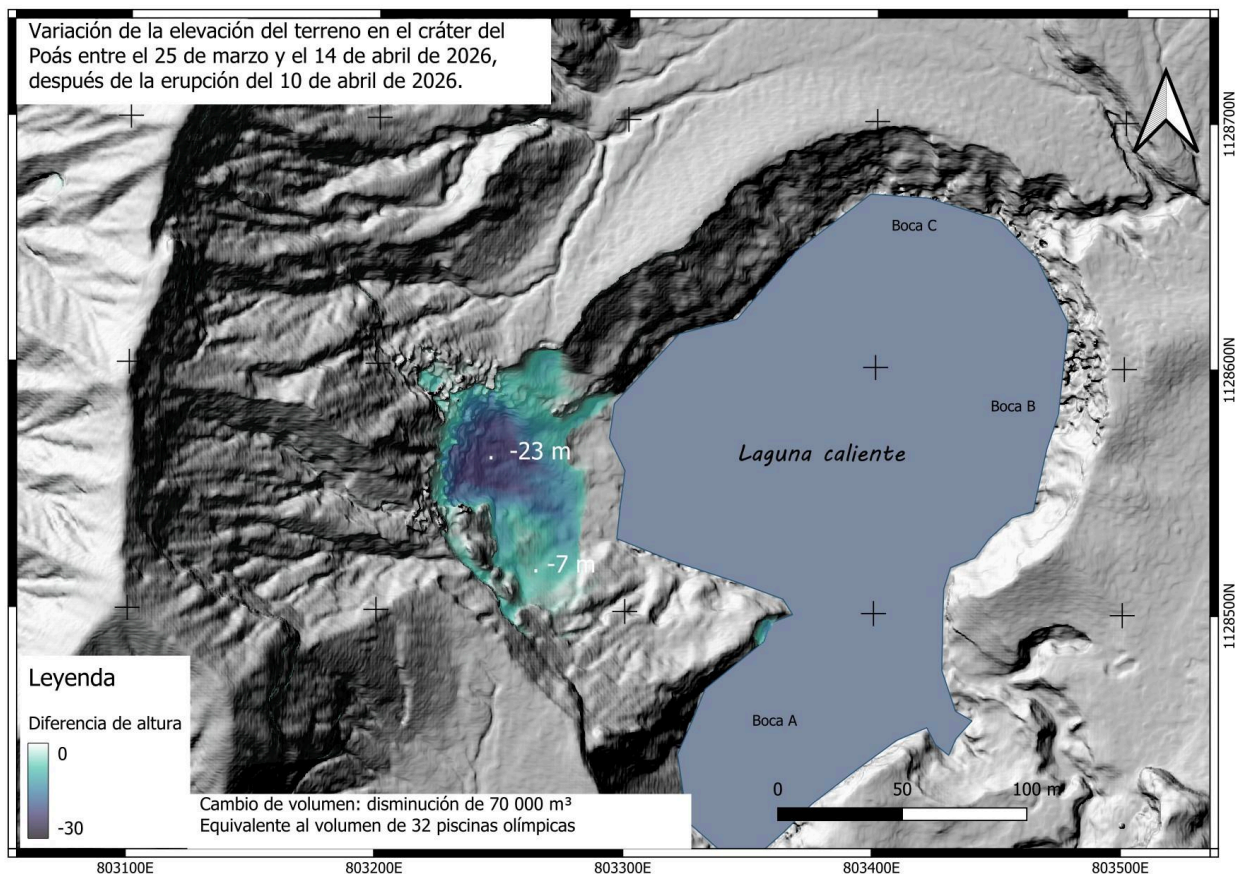 Variación de la elevación del terreno en el cráter del
Poás entre el 25 de marzo y el 14 de abril de 2026,
después de la erupción del 10 de abril de 2026.
1128700N
Boca C
1128600N
Boca B
-23 m
Laguna caliente
-7 m
1128500N
Leyenda
Diferencia de altura
0
-30
Boca A
0 50 100 m
Cambio de volumen: disminución de 70 000 m³
Equivalente al volumen de 32 piscinas olímpicas
803100E 803200E 803300E 803400E 803500E